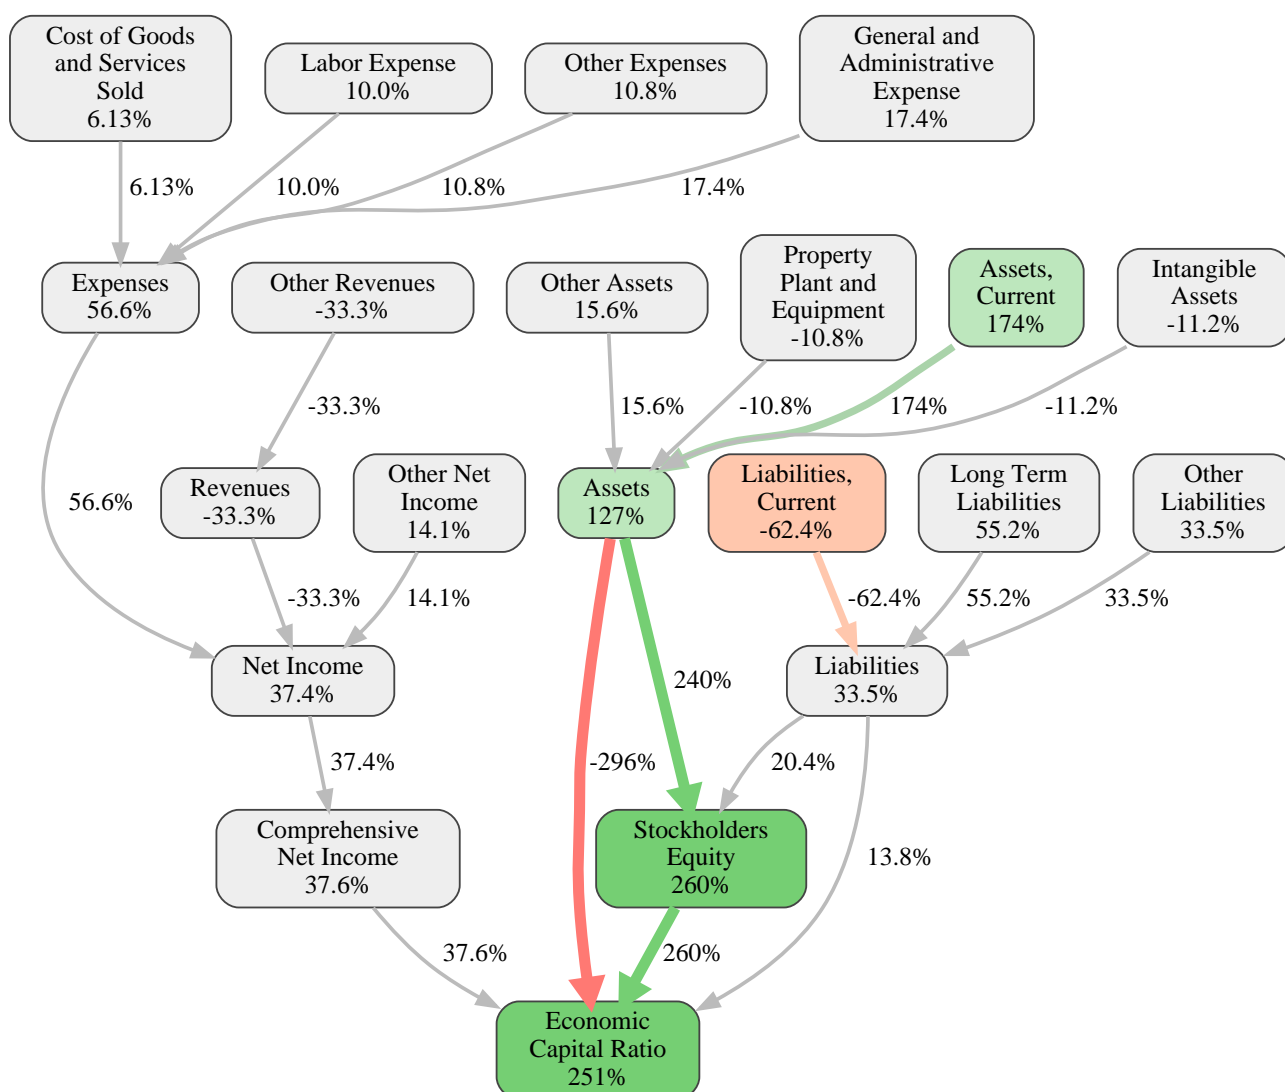 Cost of Goods
and Services
Sold
6.13%
Labor Expense
10.0%
Other Expenses
10.8%
General and
Administrative
Expense
17.4%
6.13%
10.0%
10.8%
17.4%
Expenses
56.6%
Other Revenues
-33.3%
Other Assets
15.6%
Property
Plant and
Equipment
-10.8%
Assets,
Current
174%
Intangible
Assets
-11.2%
-33.3%
15.6%
-10.8%
174%
-11.2%
56.6%
Revenues
-33.3%
Other Net
Income
14.1%
Assets
127%
Liabilities,
Current
-62.4%
Long Term
Liabilities
55.2%
Other
Liabilities
33.5%
-33.3%
14.1%
-62.4%
55.2%
33.5%
Net Income
37.4%
240%
Liabilities
33.5%
37.4%
-296%
20.4%
Comprehensive
Net Income
37.6%
Stockholders
Equity
260%
13.8%
37.6%
260%
Economic
Capital Ratio
251%